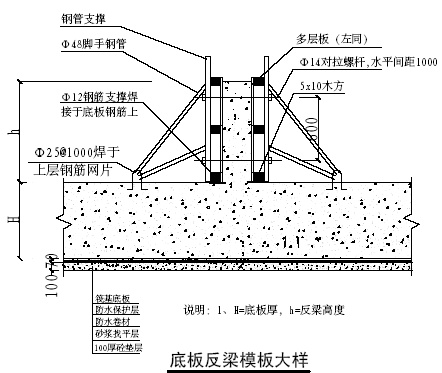 钢管支撑
Φ48脚手钢管
多层板（左同）
Φ14对拉螺杆,水平间距1000
5x10木方
Φ12钢筋支撑焊
接于底板钢筋上
Φ25@1000焊于
上层钢筋网片
h
H
筏基底板
防水保护层
防水卷材
砂浆找平层
100厚砼垫层
说明：1、H=底板厚，h=反梁高度
底板反梁模板大样